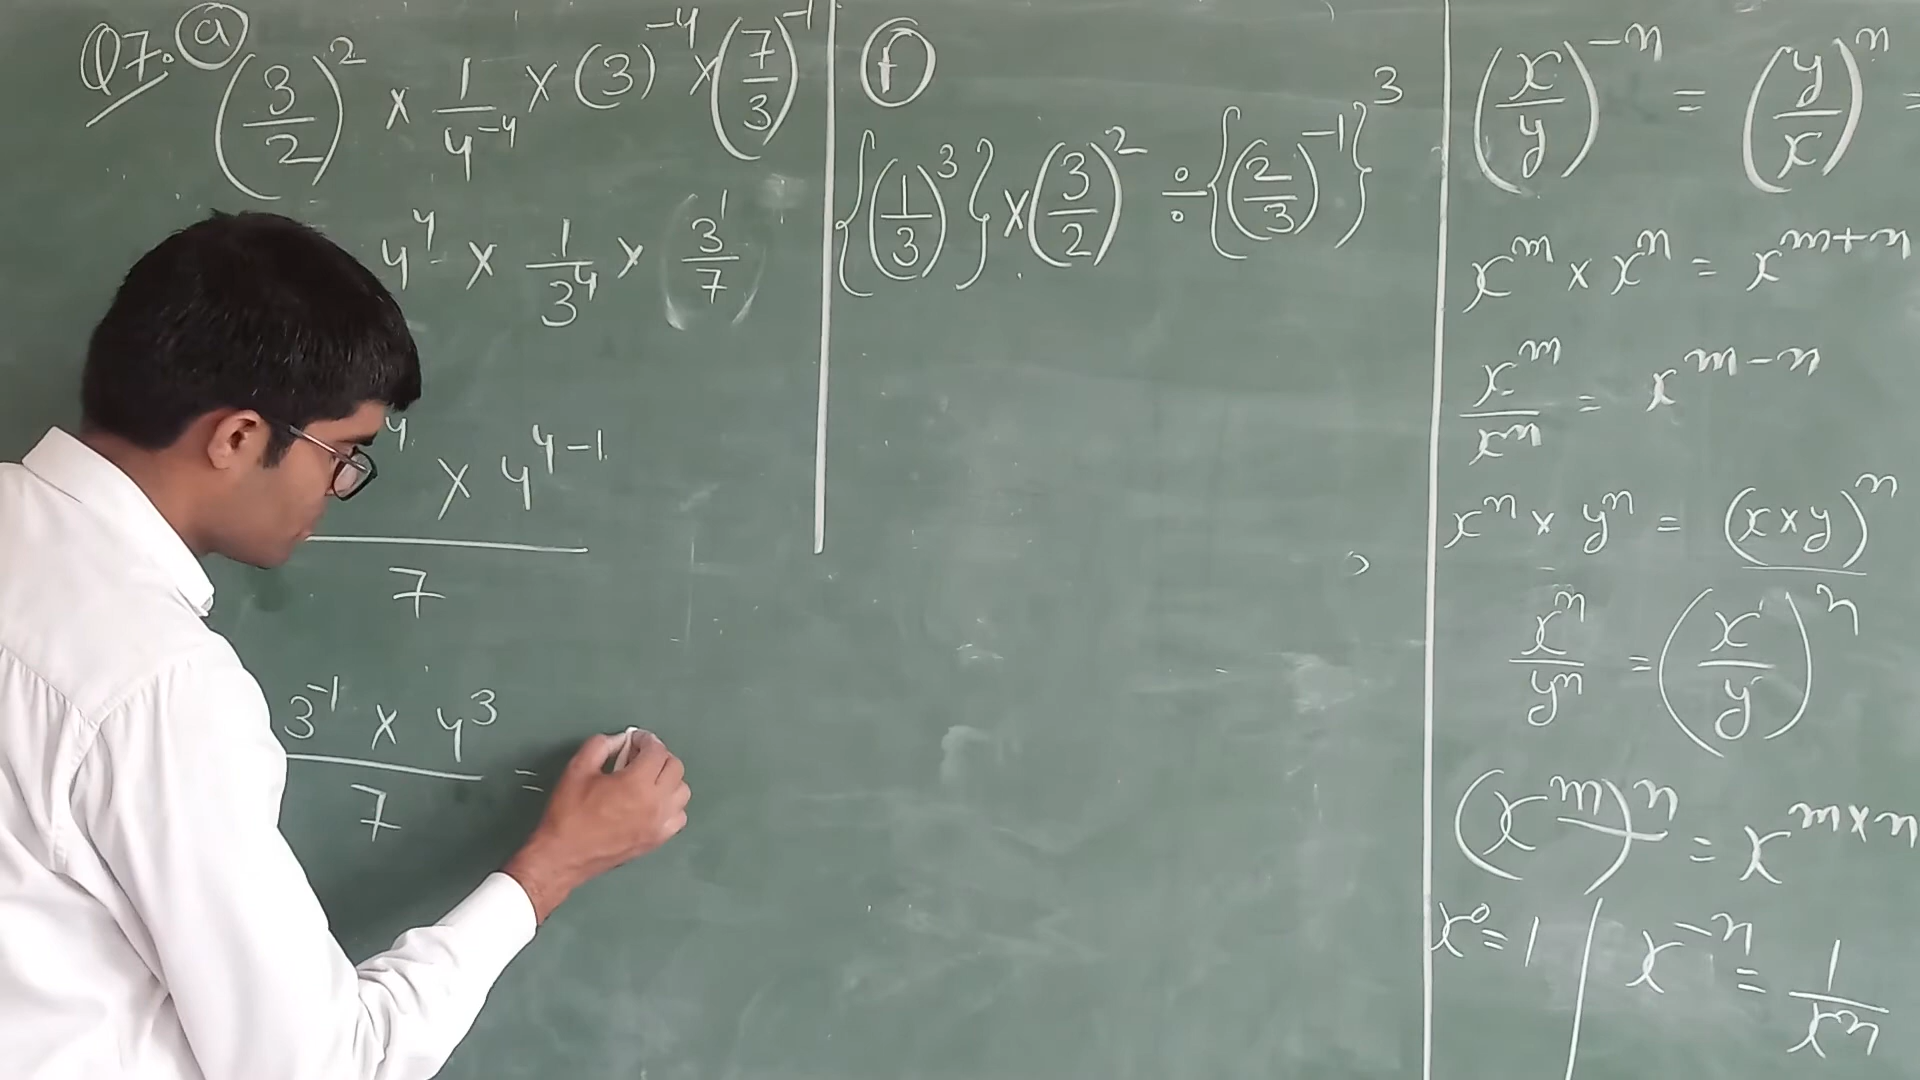 Q7. (a) (3/2)^2 × 1/4^-4 × (3)^-4 × (7/3)^-1
4^4 × 1/3^4 × (3^1/7)
4 × 4^4-1
7
3^-1 × 4^3 / 7 =
(f)
{(1/3)^3} × (3/2)^2 ÷ {(2/3)^-1}^3
(x/y)^-n = (y/x)^n =
x^m × x^n = x^m+n
x^m/x^n = x^m-n
x^n × y^n = (x×y)^n
x^n/y^n = (x/y)^n
(x^m)^n = x^m×n
x^0 = 1 | x^-n = 1/x^n